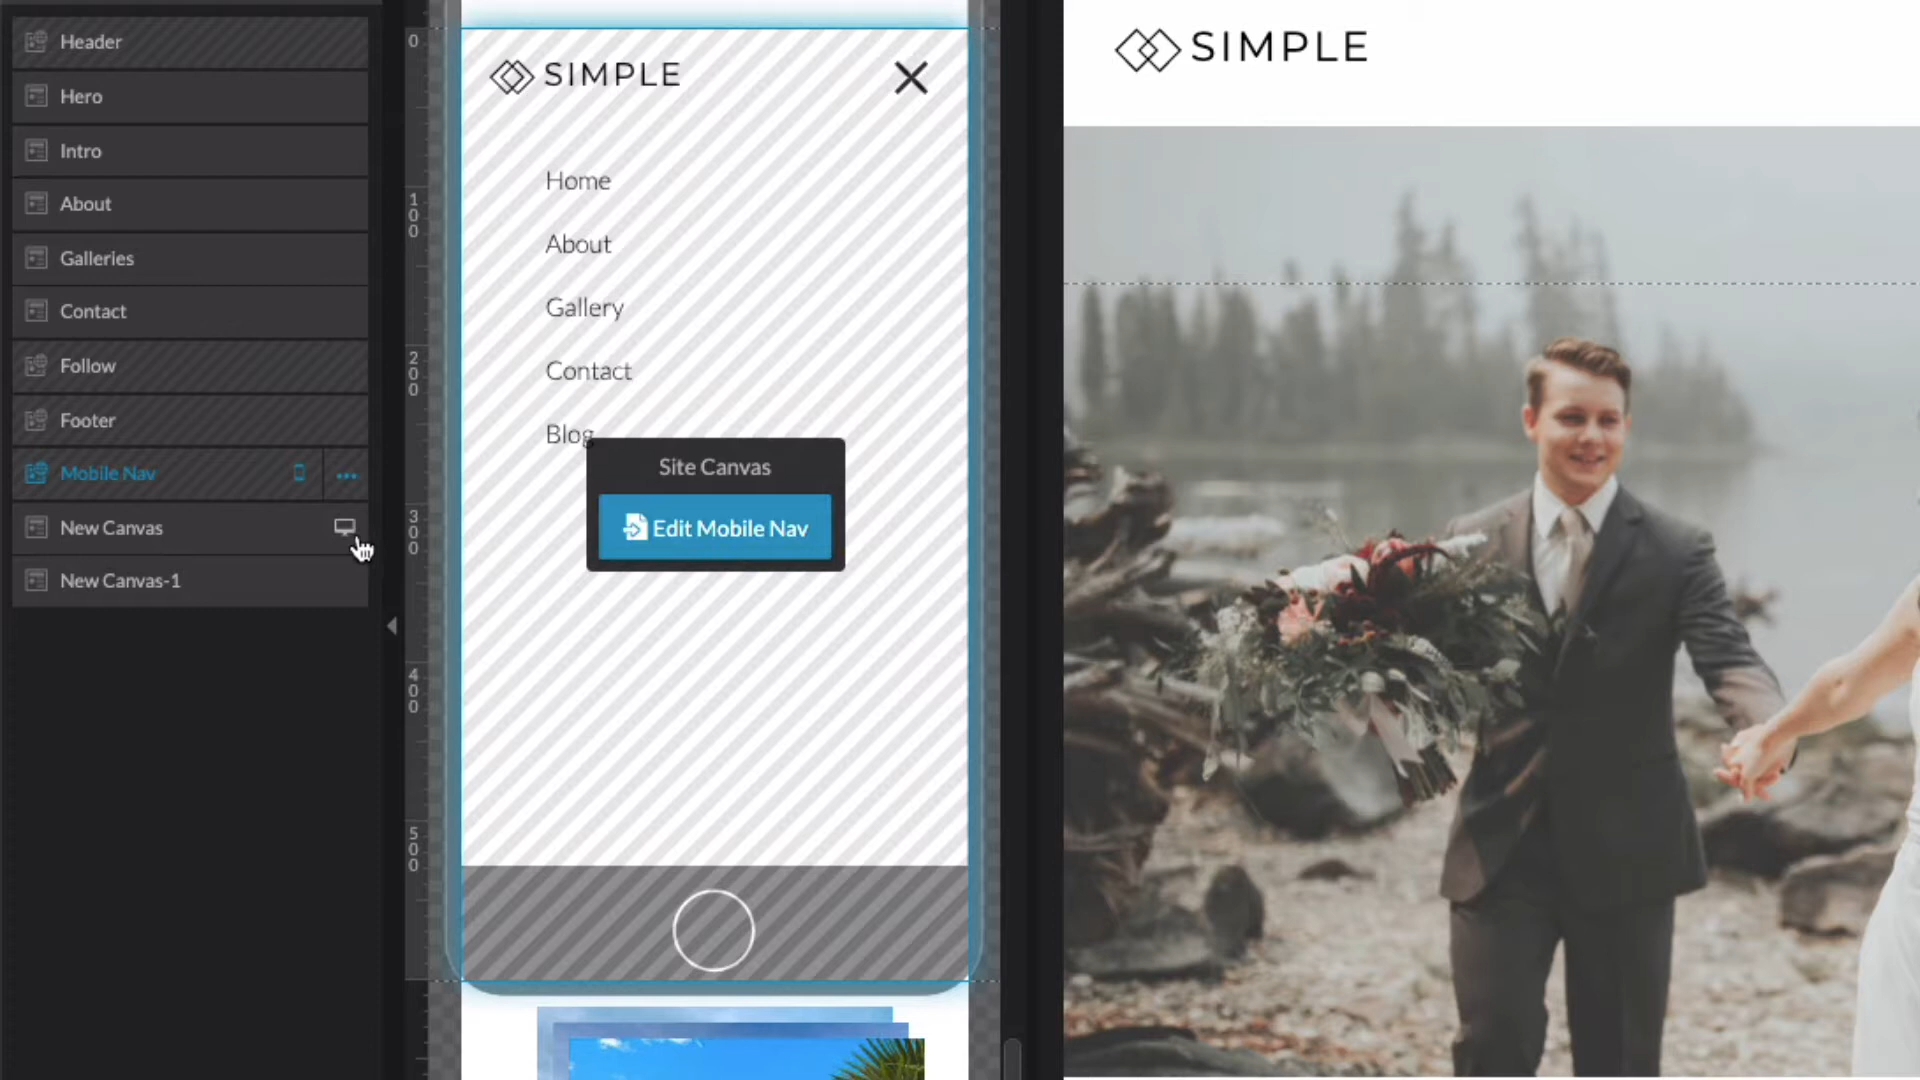 Header
Hero
Intro
About
Galleries
Contact
Follow
Footer
Mobile Nav
New Canvas
New Canvas-1
0
100
200
300
400
500
SIMPLE
Home
About
Gallery
Contact
Blog
Site Canvas
Edit Mobile Nav
SIMPLE